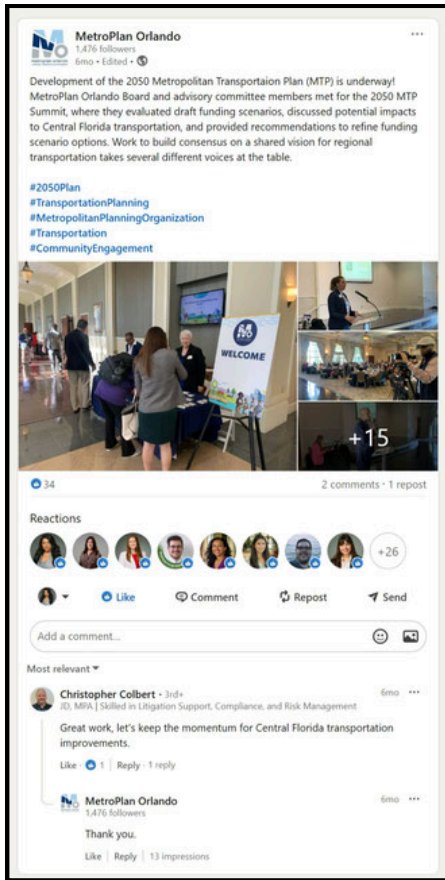 MetroPlan Orlando
1,476 followers
6mo • Edited •
Development of the 2050 Metropolitan Transportaion Plan (MTP) is underway!
MetroPlan Orlando Board and advisory committee members met for the 2050 MTP
Summit, where they evaluated draft funding scenarios, discussed potential impacts
to Central Florida transportation, and provided recommendations to refine funding
scenario options. Work to build consensus on a shared vision for regional
transportation takes several different voices at the table.
#2050Plan
#TransportationPlanning
#MetropolitanPlanningOrganization
#Transportation
#CommunityEngagement
WELCOME
+15
34
2 comments · 1 repost
Reactions
+26
Like
Comment
Repost
Send
Add a comment...
Most relevant
Christopher Colbert • 3rd+
6mo
JD, MPA | Skilled in Litigation Support, Compliance, and Risk Management
Great work, let's keep the momentum for Central Florida transportation
improvements.
Like · 1 | Reply · 1 reply
MetroPlan Orlando
6mo
1,476 followers
Thank you.
Like | Reply | 13 impressions